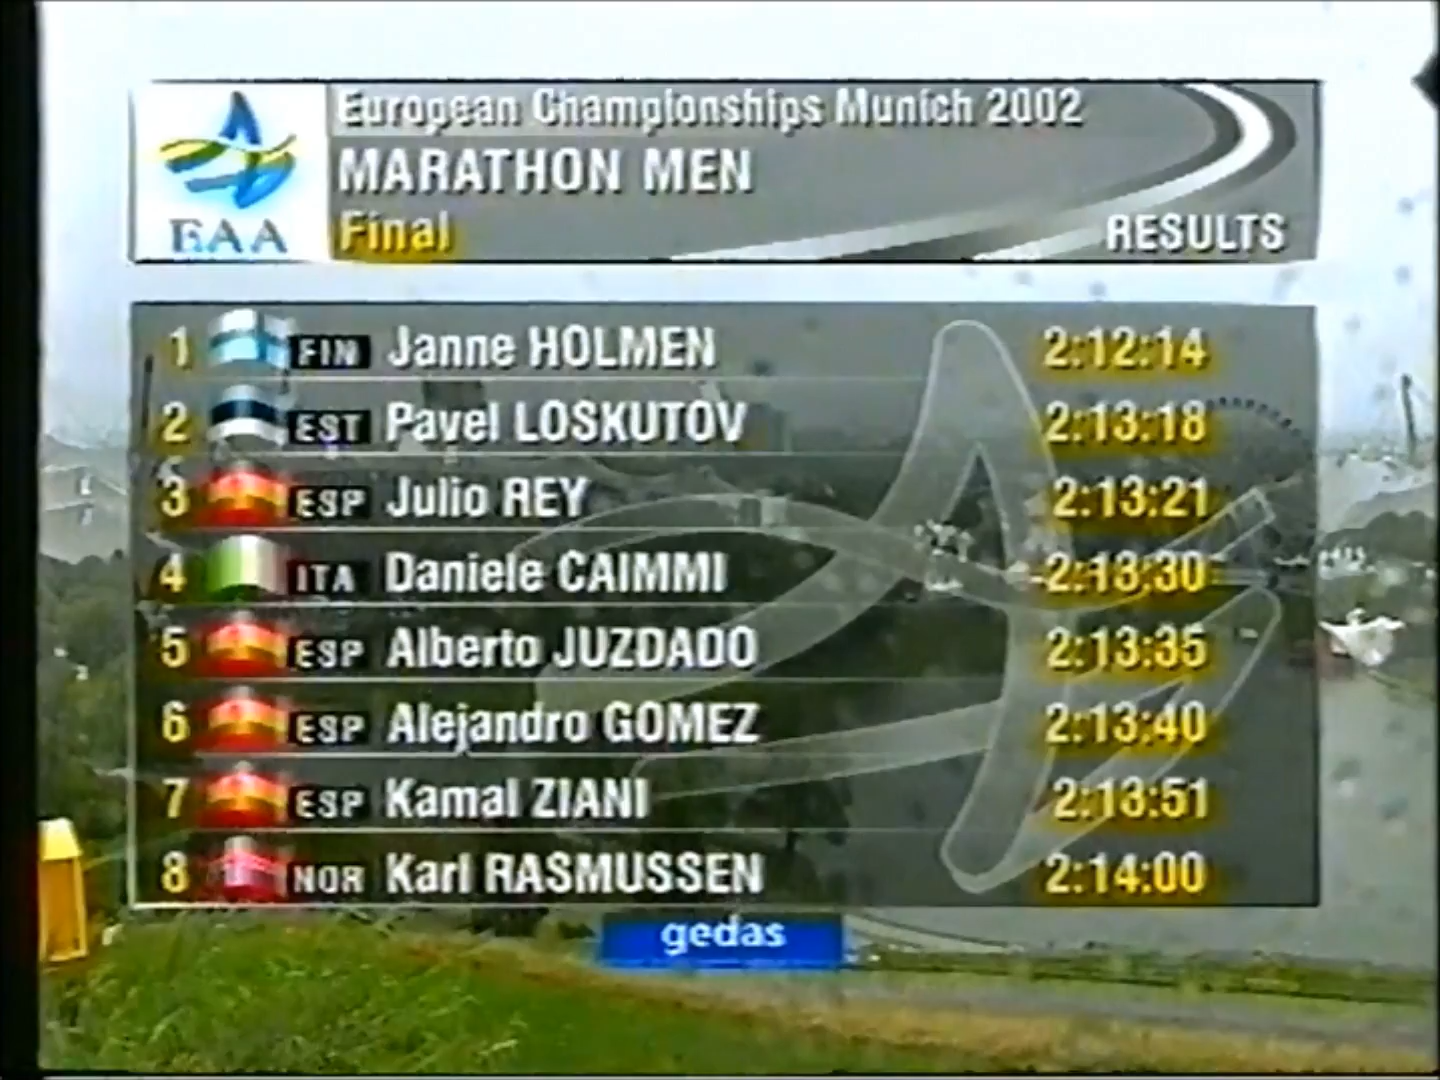 European Championships Munich 2002
MARATHON MEN
EAA
Final
RESULTS
1 FIN Janne HOLMEN 2:12:14
2 EST Pavel LOSKUTOV 2:13:18
3 ESP Julio REY 2:13:21
4 ITA Daniele CAIMMI 2:13:30
5 ESP Alberto JUZDADO 2:13:35
6 ESP Alejandro GOMEZ 2:13:40
7 ESP Kamal ZIANI 2:13:51
8 NOR Karl RASMUSSEN 2:14:00
gedas